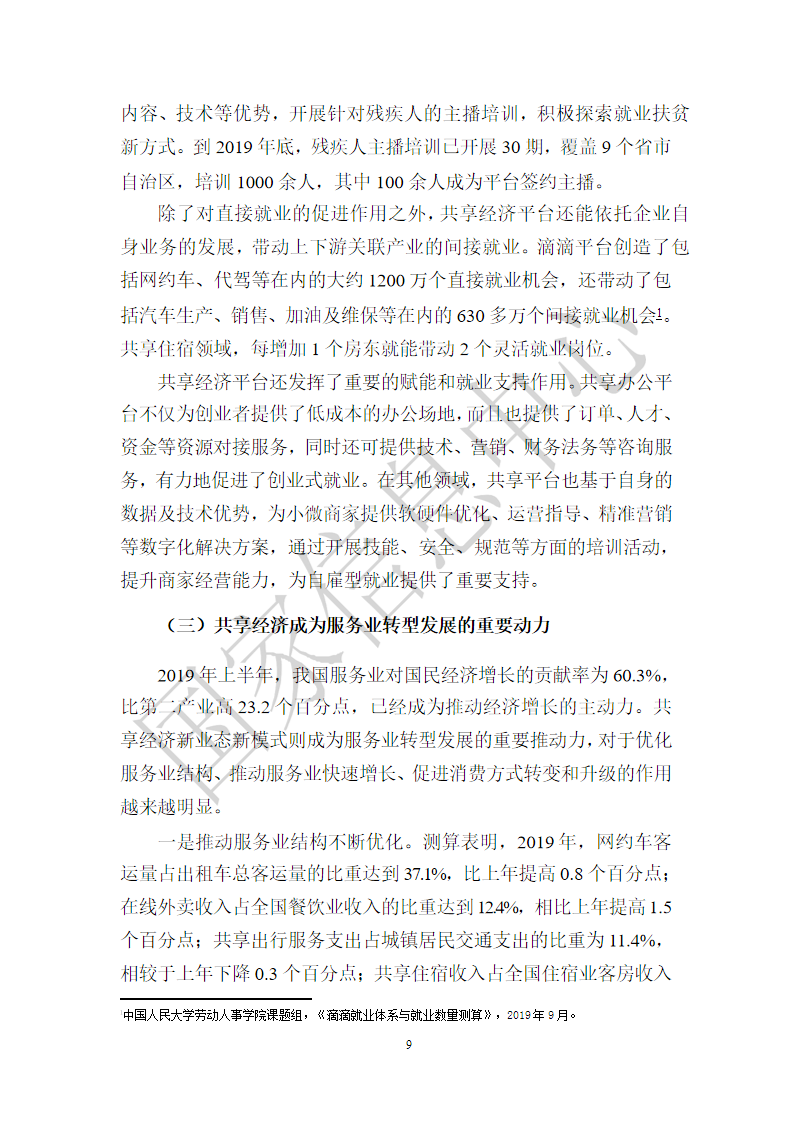 内容、技术等优势，开展针对残疾人的主播培训，积极探索就业扶贫
新方式。到 2019 年底，残疾人主播培训已开展 30 期，覆盖 9 个省市
自治区，培训 1000 余人，其中 100 余人成为平台签约主播。
除了对直接就业的促进作用之外，共享经济平台还能依托企业自
身业务的发展，带动上下游关联产业的间接就业。滴滴平台创造了包
括网约车、代驾等在内的大约 1200 万个直接就业机会，还带动了包
括汽车生产、销售、加油及维保等在内的 630 多万个间接就业机会1。
共享住宿领域，每增加 1 个房东就能带动 2 个灵活就业岗位。
共享经济平台还发挥了重要的赋能和就业支持作用。共享办公平
台不仅为创业者提供了低成本的办公场地，而且也提供了订单、人才、
资金等资源对接服务，同时还可提供技术、营销、财务法务等咨询服
务，有力地促进了创业式就业。在其他领域，共享平台也基于自身的
数据及技术优势，为小微商家提供软硬件优化、运营指导、精准营销
等数字化解决方案，通过开展技能、安全、规范等方面的培训活动，
提升商家经营能力，为自雇型就业提供了重要支持。
（三）共享经济成为服务业转型发展的重要动力
2019 年上半年，我国服务业对国民经济增长的贡献率为 60.3%，
比第二产业高 23.2 个百分点，已经成为推动经济增长的主动力。共
享经济新业态新模式则成为服务业转型发展的重要推动力，对于优化
服务业结构、推动服务业快速增长、促进消费方式转变和升级的作用
越来越明显。
一是推动服务业结构不断优化。测算表明，2019 年，网约车客
运量占出租车总客运量的比重达到 37.1%，比上年提高 0.8 个百分点；
在线外卖收入占全国餐饮业收入的比重达到 12.4%，相比上年提高 1.5
个百分点；共享出行服务支出占城镇居民交通支出的比重为 11.4%，
相较于上年下降 0.3 个百分点；共享住宿收入占全国住宿业客房收入
1中国人民大学劳动人事学院课题组，《滴滴就业体系与就业数量测算》，2019 年 9 月。
9
国家信息中心